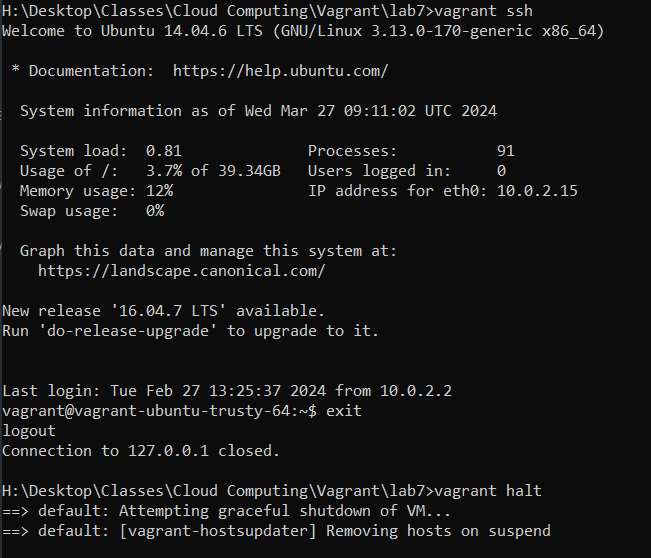 H:\Desktop\Classes\Cloud Computing\Vagrant\lab7>vagrant ssh
Welcome to Ubuntu 14.04.6 LTS (GNU/Linux 3.13.0-170-generic x86_64)
* Documentation:  https://help.ubuntu.com/
System information as of Wed Mar 27 09:11:02 UTC 2024
System load:  0.81              Processes:           91
Usage of /:   3.7% of 39.34GB   Users logged in:     0
Memory usage: 12%               IP address for eth0: 10.0.2.15
Swap usage:   0%
Graph this data and manage this system at:
https://landscape.canonical.com/
New release '16.04.7 LTS' available.
Run 'do-release-upgrade' to upgrade to it.
Last login: Tue Feb 27 13:25:37 2024 from 10.0.2.2
vagrant@vagrant-ubuntu-trusty-64:~$ exit
logout
Connection to 127.0.0.1 closed.
H:\Desktop\Classes\Cloud Computing\Vagrant\lab7>vagrant halt
==> default: Attempting graceful shutdown of VM...
==> default: [vagrant-hostsupdater] Removing hosts on suspend